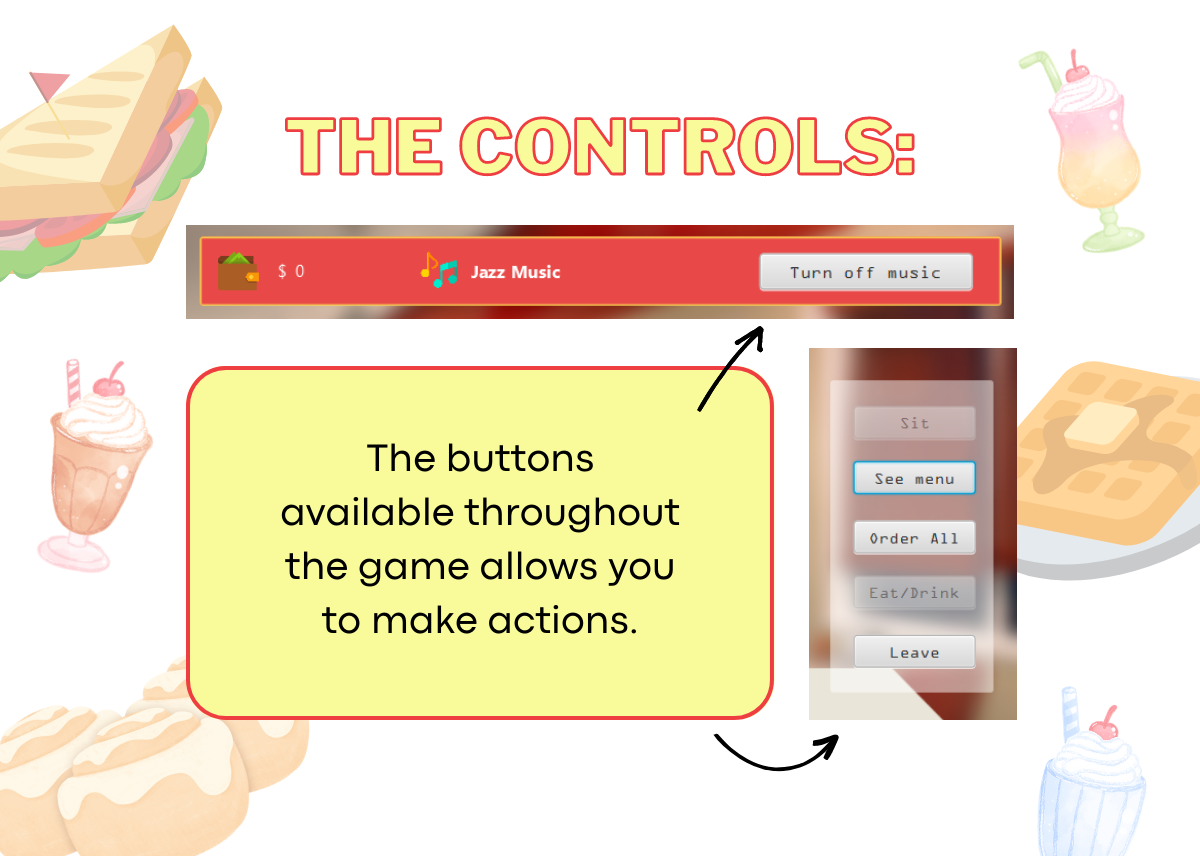 THE CONTROLS:
$ 0
Jazz Music
Turn off music
The buttons
available throughout
the game allows you
to make actions.
Sit
See menu
Order All
Eat/Drink
Leave